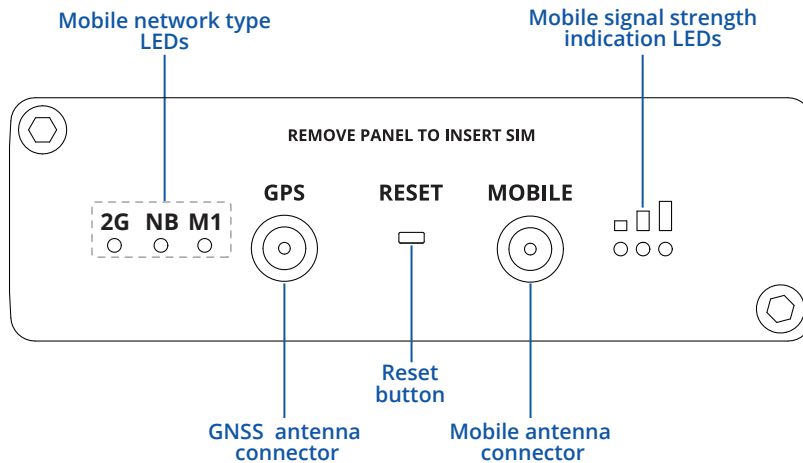 Mobile network type
LEDs
Mobile signal strength
indication LEDs
REMOVE PANEL TO INSERT SIM
GPS RESET MOBILE
2G NB M1
Reset
button
GNSS antenna
connector
Mobile antenna
connector